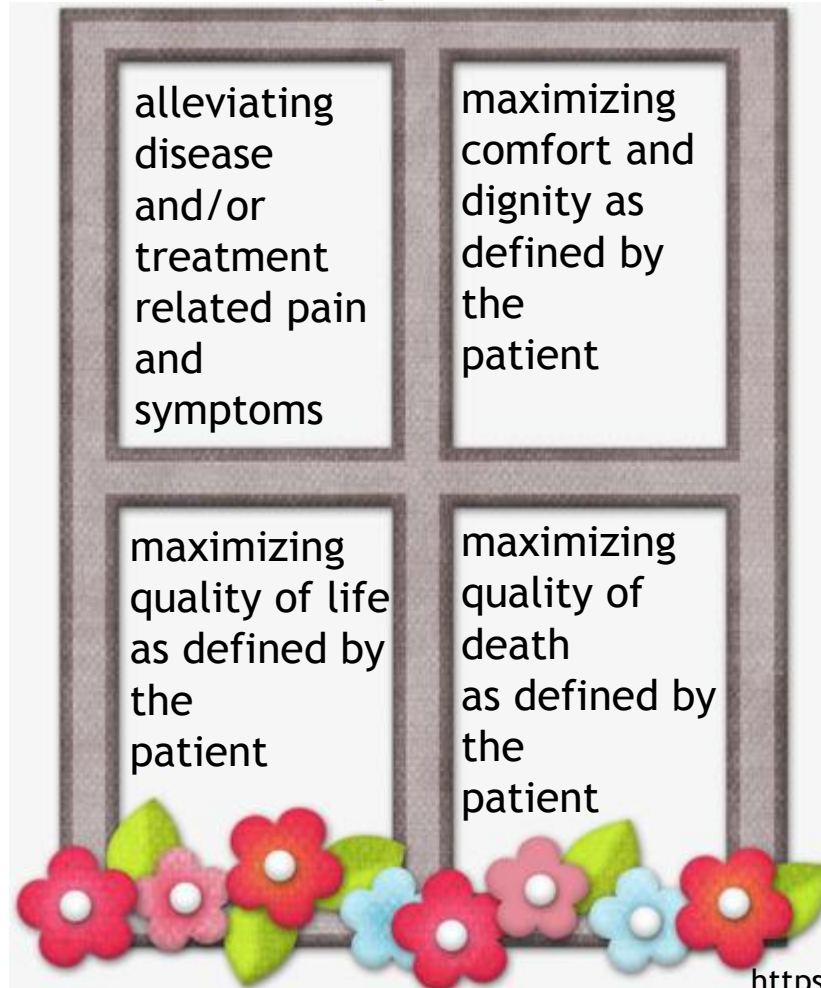 alleviating
disease
and/or
treatment
related pain
and
symptoms
maximizing
comfort and
dignity as
defined by
the
patient
maximizing
quality of life
as defined by
the
patient
maximizing
quality of
death
as defined by
the
patient
https